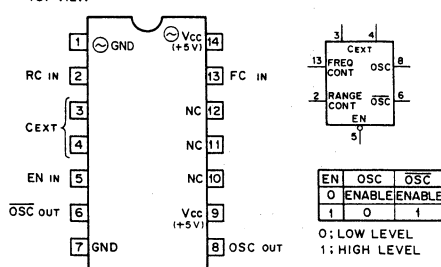 TOP VIEW
1 GND Vcc 14
(+5V)
RC IN 2 13 FC IN
3 NC 12
CEXT
4 NC 11
EN IN 5 NC 10
OSC OUT 6 Vcc 9
(+5V)
7 GND 8 OSC OUT
3 4
CEXT
13 FREQ CONT OSC 8
2 RANGE CONT OSC 6
EN
5
EN OSC OSC
0 ENABLE ENABLE
1 0 1
0; LOW LEVEL
1; HIGH LEVEL